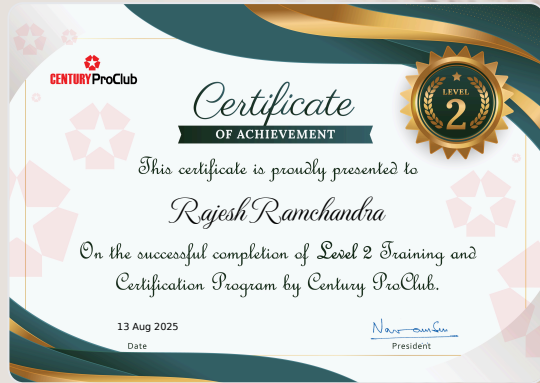 CENTURY ProClub
Certificate
OF ACHIEVEMENT
LEVEL
2
This certificate is proudly presented to
Rajesh Ramchandra
On the successful completion of Level 2 Training and
Certification Program by Century ProClub.
13 Aug 2025
Date
President